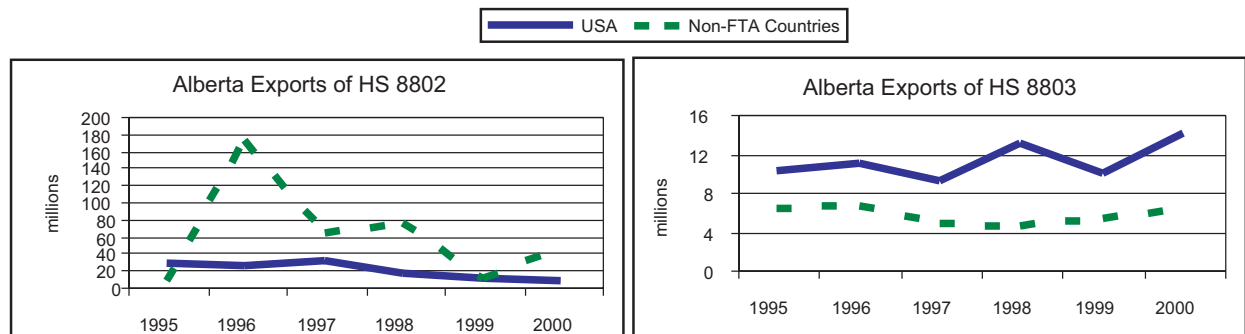 USA Non-FTA Countries
Alberta Exports of HS 8802
millions
200
180
160
140
120
100
80
60
40
20
0
1995 1996 1997 1998 1999 2000
Alberta Exports of HS 8803
millions
16
12
8
4
0
1995 1996 1997 1998 1999 2000